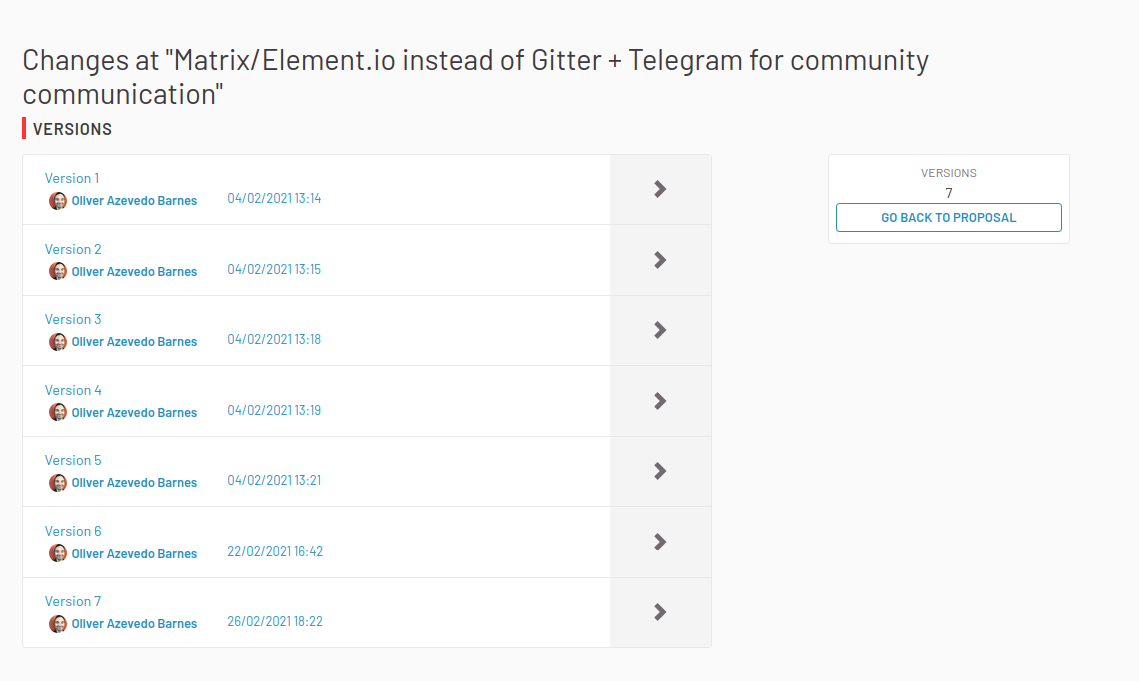 Changes at "Matrix/Element.io instead of Gitter + Telegram for community
communication"
VERSIONS
Version 1
Oliver Azevedo Barnes 04/02/2021 13:14
Version 2
Oliver Azevedo Barnes 04/02/2021 13:15
Version 3
Oliver Azevedo Barnes 04/02/2021 13:18
Version 4
Oliver Azevedo Barnes 04/02/2021 13:19
Version 5
Oliver Azevedo Barnes 04/02/2021 13:21
Version 6
Oliver Azevedo Barnes 22/02/2021 16:42
Version 7
Oliver Azevedo Barnes 26/02/2021 18:22
VERSIONS
7
GO BACK TO PROPOSAL